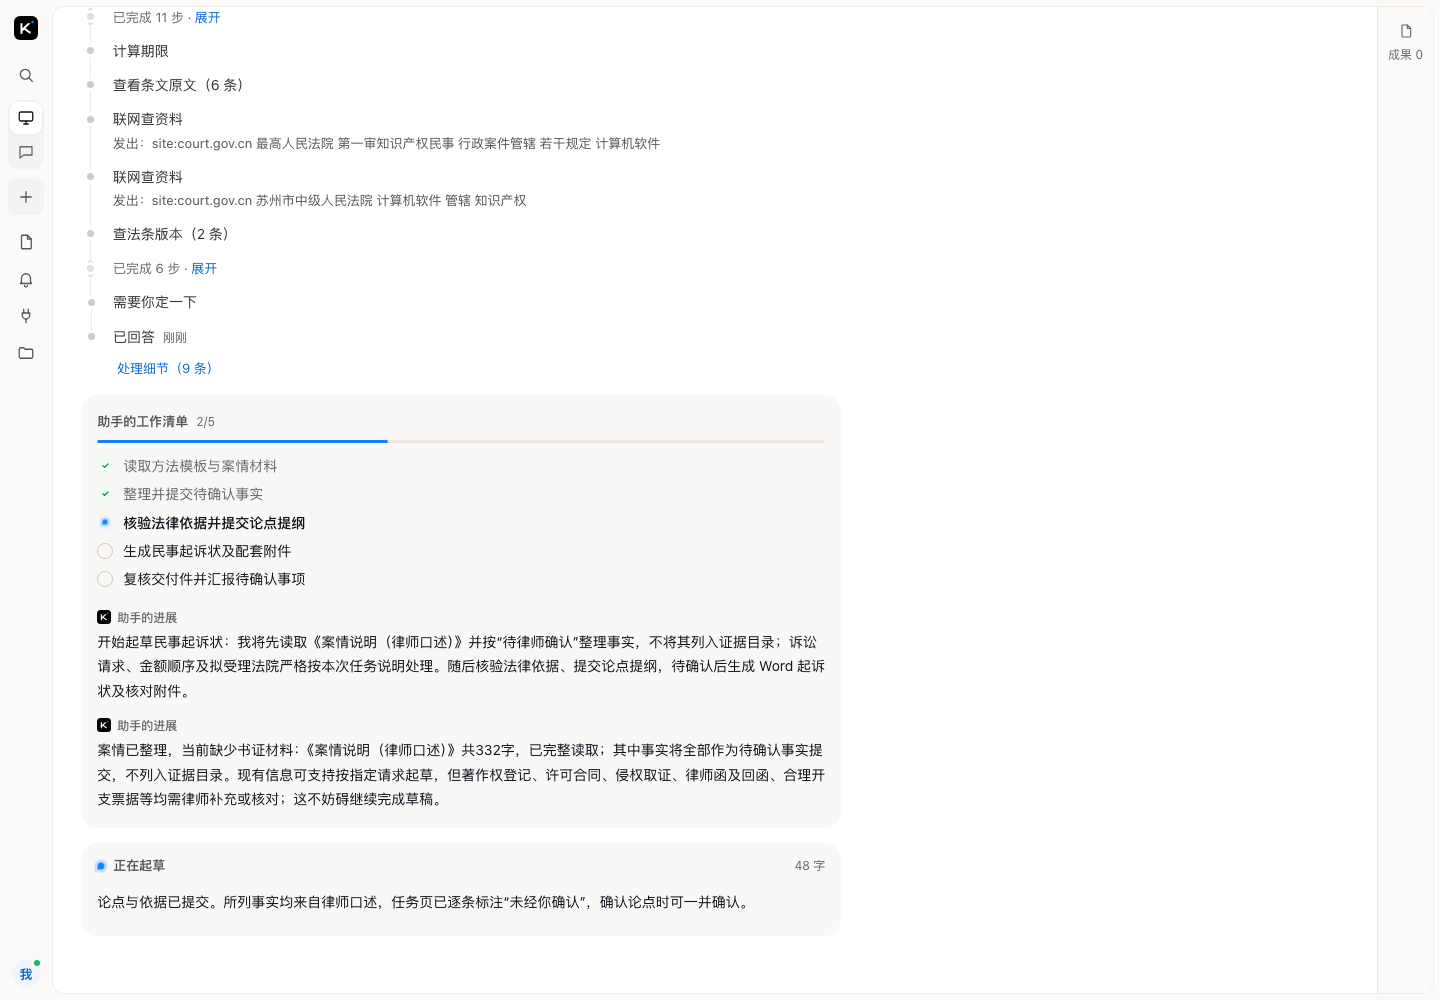 已完成 11 步 · 展开
计算期限
查看条文原文（6 条）
联网查资料
发出：site:court.gov.cn 最高人民法院 第一审知识产权民事 行政案件管辖 若干规定 计算机软件
联网查资料
发出：site:court.gov.cn 苏州市中级人民法院 计算机软件 管辖 知识产权
查法条版本（2 条）
已完成 6 步 · 展开
需要你定一下
已回答 刚刚
处理细节（9 条）
助手的工作清单 2/5
读取方法模板与案情材料
整理并提交待确认事实
核验法律依据并提交论点提纲
生成民事起诉状及配套附件
复核交付件并汇报待确认事项
助手的进展
开始起草民事起诉状：我将先读取《案情说明（律师口述）》并按“待律师确认”整理事实，不将其列入证据目录；诉讼
请求、金额顺序及拟受理法院严格按本次任务说明处理。随后核验法律依据、提交论点提纲，待确认后生成 Word 起诉
状及核对附件。
助手的进展
案情已整理，当前缺少书证材料：《案情说明（律师口述）》共332字，已完整读取；其中事实将全部作为待确认事实提
交，不列入证据目录。现有信息可支持按指定请求起草，但著作权登记、许可合同、侵权取证、律师函及回函、合理开
支票据等均需律师补充或核对；这不妨碍继续完成草稿。
正在起草
48 字
论点与依据已提交。所列事实均来自律师口述，任务页已逐条标注“未经你确认”，确认论点时可一并确认。
成果 0
我